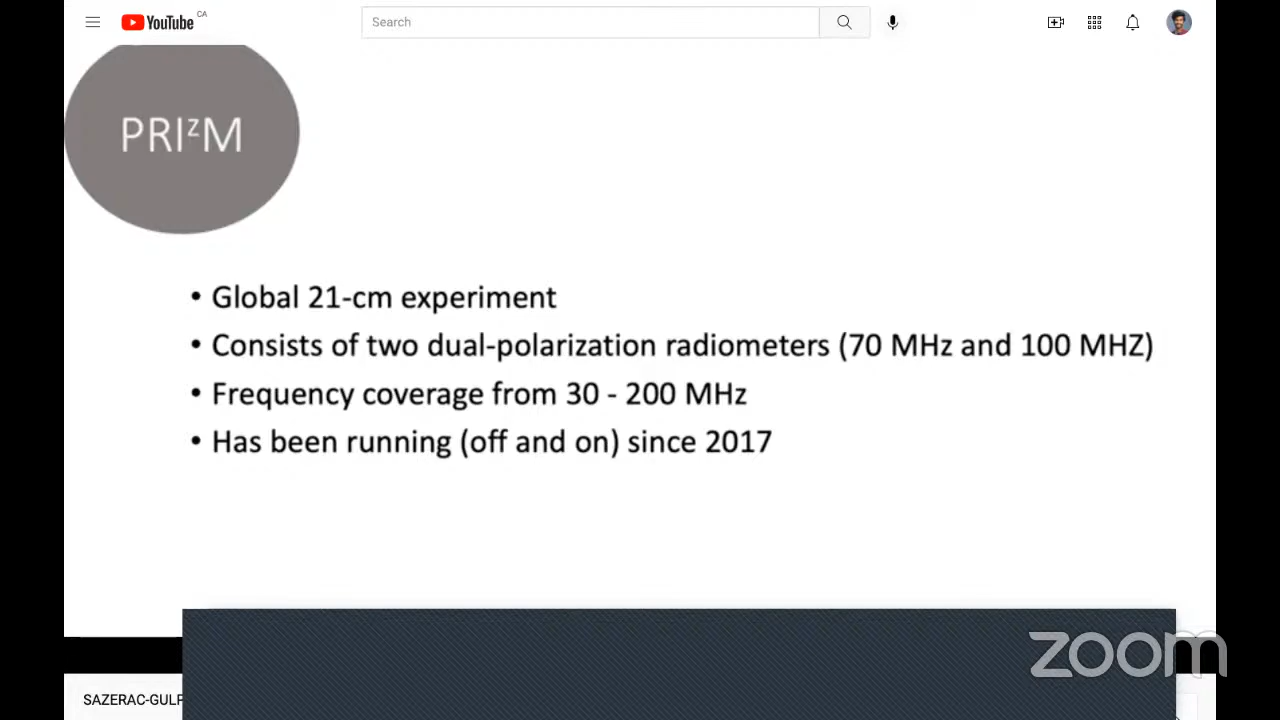 YouTube CA
Search
PRIᶻM
• Global 21-cm experiment
• Consists of two dual-polarization radiometers (70 MHz and 100 MHZ)
• Frequency coverage from 30 - 200 MHz
• Has been running (off and on) since 2017
zoom
SAZERAC-GULP